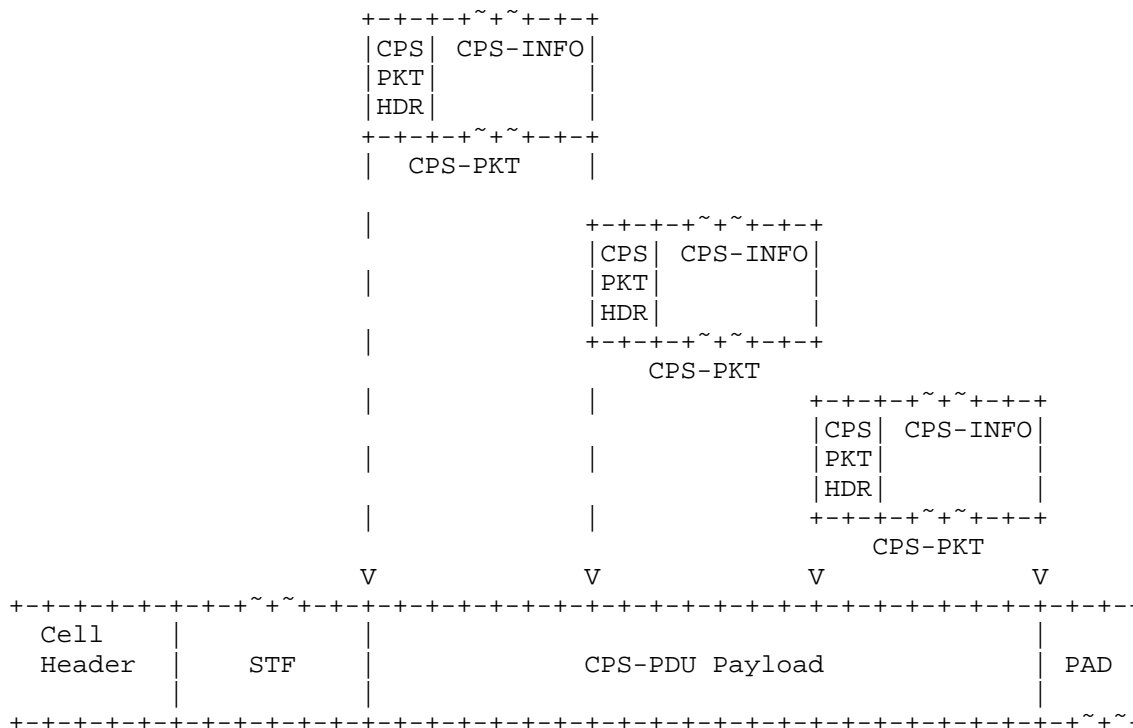 +-+-+-+-+~+~+-+-+
|CPS| CPS-INFO|
|PKT| |
|HDR| |
+-+-+-+-+~+~+-+-+
| CPS-PKT |
| +-+-+-+-+~+~+-+-+
|CPS| CPS-INFO|
| |PKT| |
|HDR| |
| +-+-+-+-+~+~+-+-+
CPS-PKT
| | +-+-+-+-+~+~+-+-+
|CPS| CPS-INFO|
| | |PKT| |
|HDR| |
| | +-+-+-+-+~+~+-+-+
CPS-PKT
V V V V
+-+-+-+-+-+-+-+-+~+~+-+-+-+-+-+-+-+-+-+-+-+-+-+-+-+-+-+-+-+-+-+-+-+-+-+-
Cell | | |
Header | STF | CPS-PDU Payload | PAD
| | |
+-+-+-+-+-+-+-+-+-+-+-+-+-+-+-+-+-+-+-+-+-+-+-+-+-+-+-+-+-+-+-+-+-+~+~-